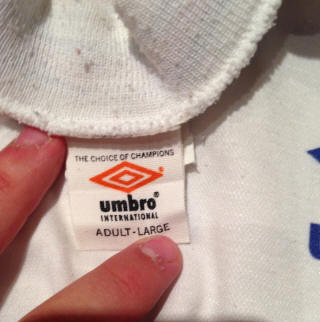 THE CHOICE OF CHAMPIONS
umbro®
INTERNATIONAL
ADULT-LARGE